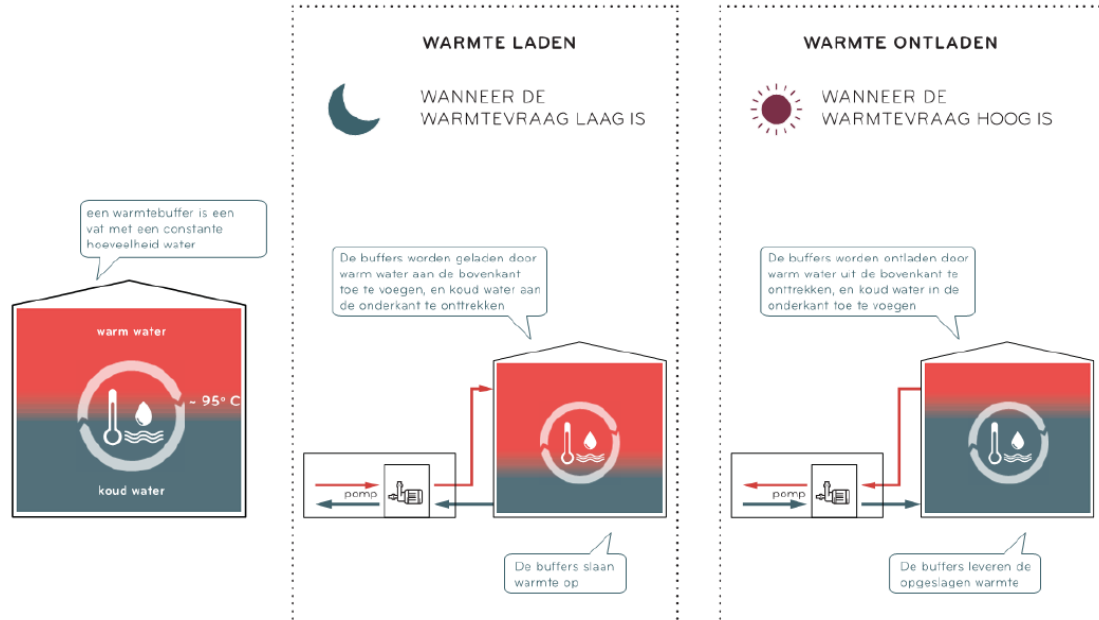 een warmtebuffer is een
vat met een constante
hoeveelheid water
warm water
~ 95° C
koud water
WARMTE LADEN
WANNEER DE
WARMTEVRAAG LAAG IS
De buffers worden geladen door
warm water aan de bovenkant
toe te voegen, en koud water aan
de onderkant te onttrekken
pomp
De buffers slaan
warmte op
WARMTE ONTLADEN
WANNEER DE
WARMTEVRAAG HOOG IS
De buffers worden ontladen door
warm water uit de bovenkant te
onttrekken, en koud water in de
onderkant toe te voegen
pomp
De buffers leveren de
opgeslagen warmte